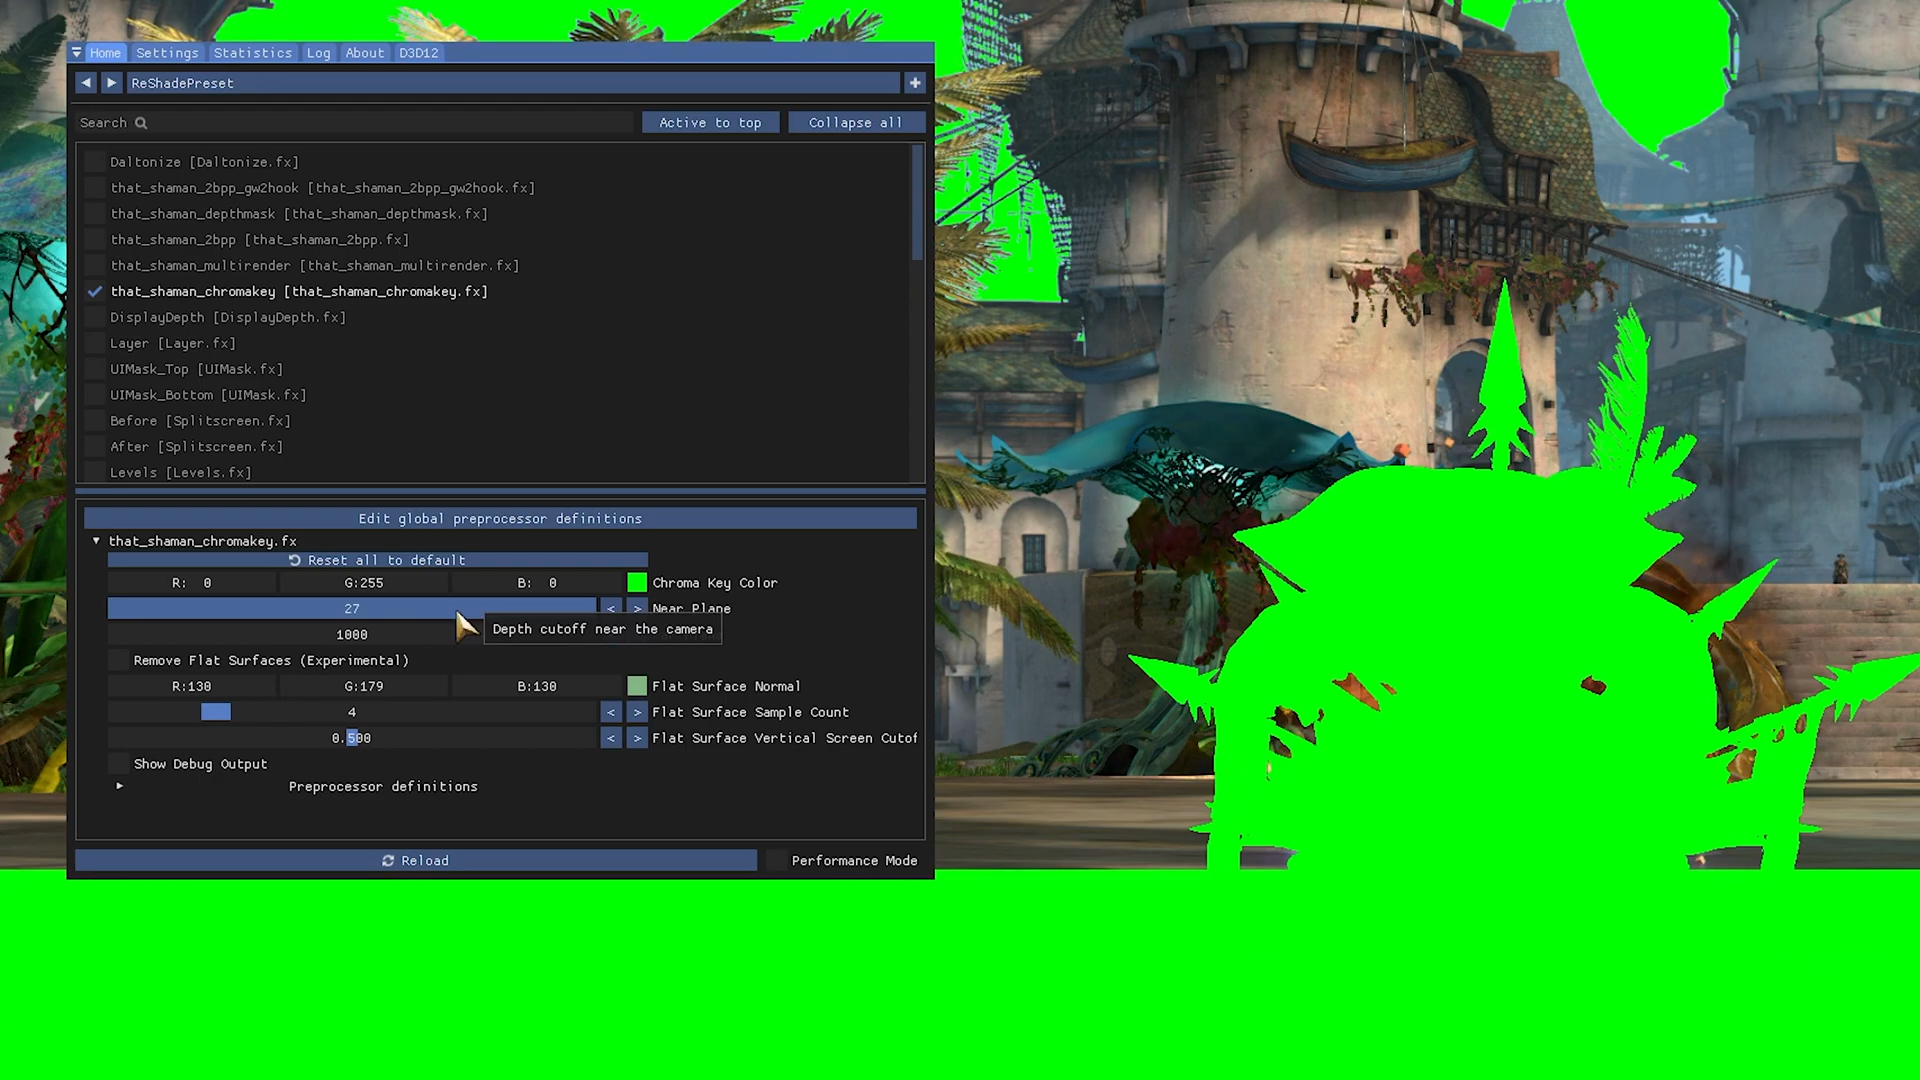 Home Settings Statistics Log About D3D12
ReShadePreset
Search Active to top Collapse all
Daltonize [Daltonize.fx]
that_shaman_2bpp_gw2hook [that_shaman_2bpp_gw2hook.fx]
that_shaman_depthmask [that_shaman_depthmask.fx]
that_shaman_2bpp [that_shaman_2bpp.fx]
that_shaman_multirender [that_shaman_multirender.fx]
that_shaman_chromakey [that_shaman_chromakey.fx]
DisplayDepth [DisplayDepth.fx]
Layer [Layer.fx]
UIMask_Top [UIMask.fx]
UIMask_Bottom [UIMask.fx]
Before [Splitscreen.fx]
After [Splitscreen.fx]
Levels [Levels.fx]
Edit global preprocessor definitions
that_shaman_chromakey.fx
Reset all to default
R: 0 G:255 B: 0 Chroma Key Color
27 < > Near Plane
Depth cutoff near the camera
1000
Remove Flat Surfaces (Experimental)
R:130 G:179 B:130 Flat Surface Normal
4 < > Flat Surface Sample Count
0.500 < > Flat Surface Vertical Screen Cutof
Show Debug Output
Preprocessor definitions
Reload Performance Mode